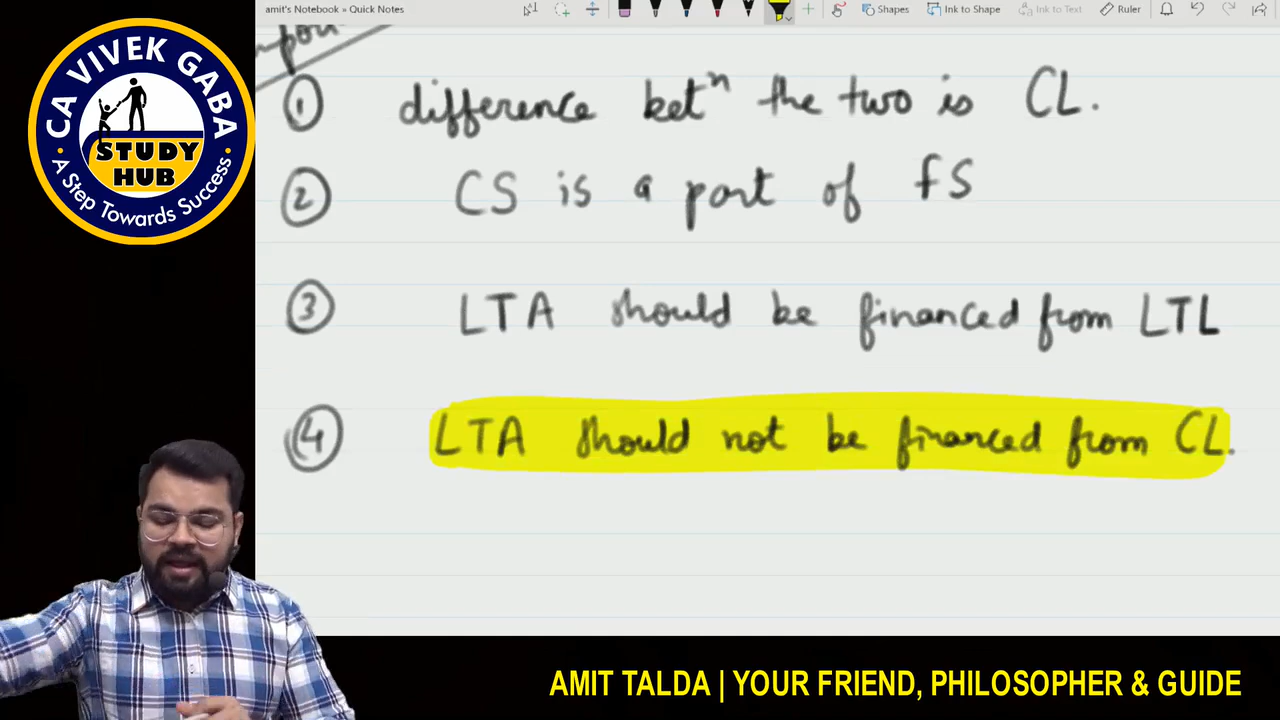 amit's Notebook » Quick Notes
Shapes
Ink to Shape
Ink to Text
Ruler
CA VIVEK GABA
STUDY
HUB
A Step Towards Success
① difference betⁿ the two is CL.
② CS is a part of FS
③ LTA should be financed from LTL
④ LTA should not be financed from CL.
AMIT TALDA | YOUR FRIEND, PHILOSOPHER & GUIDE